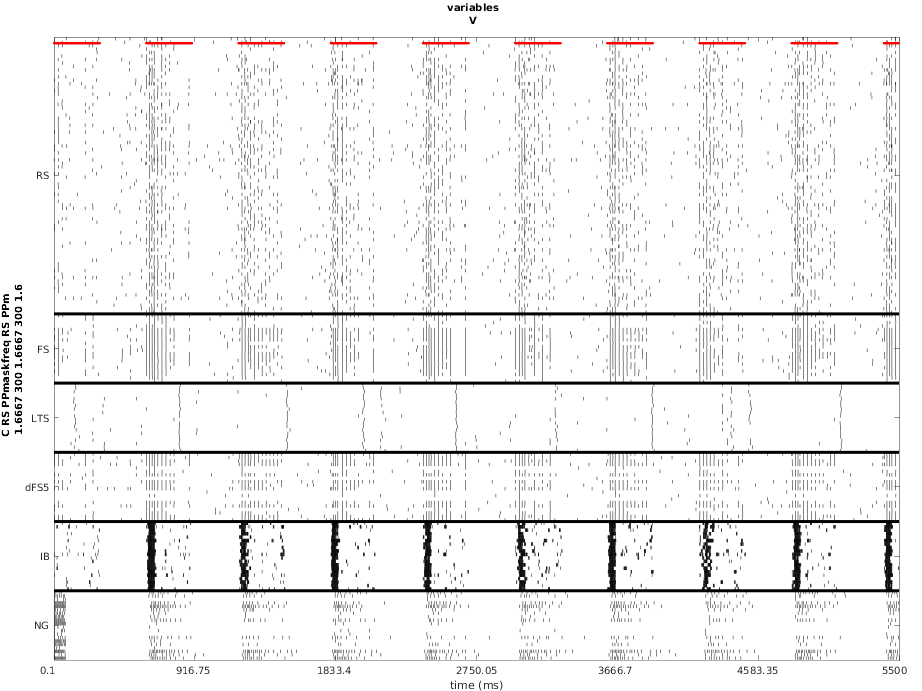 variables
V
C RS PPmaskfreq RS PPm
1.6667 300 1.6667 300 1.6
RS
FS
LTS
dFS5
IB
NG
0.1 916.75 1833.4 2750.05 3666.7 4583.35 5500
time (ms)